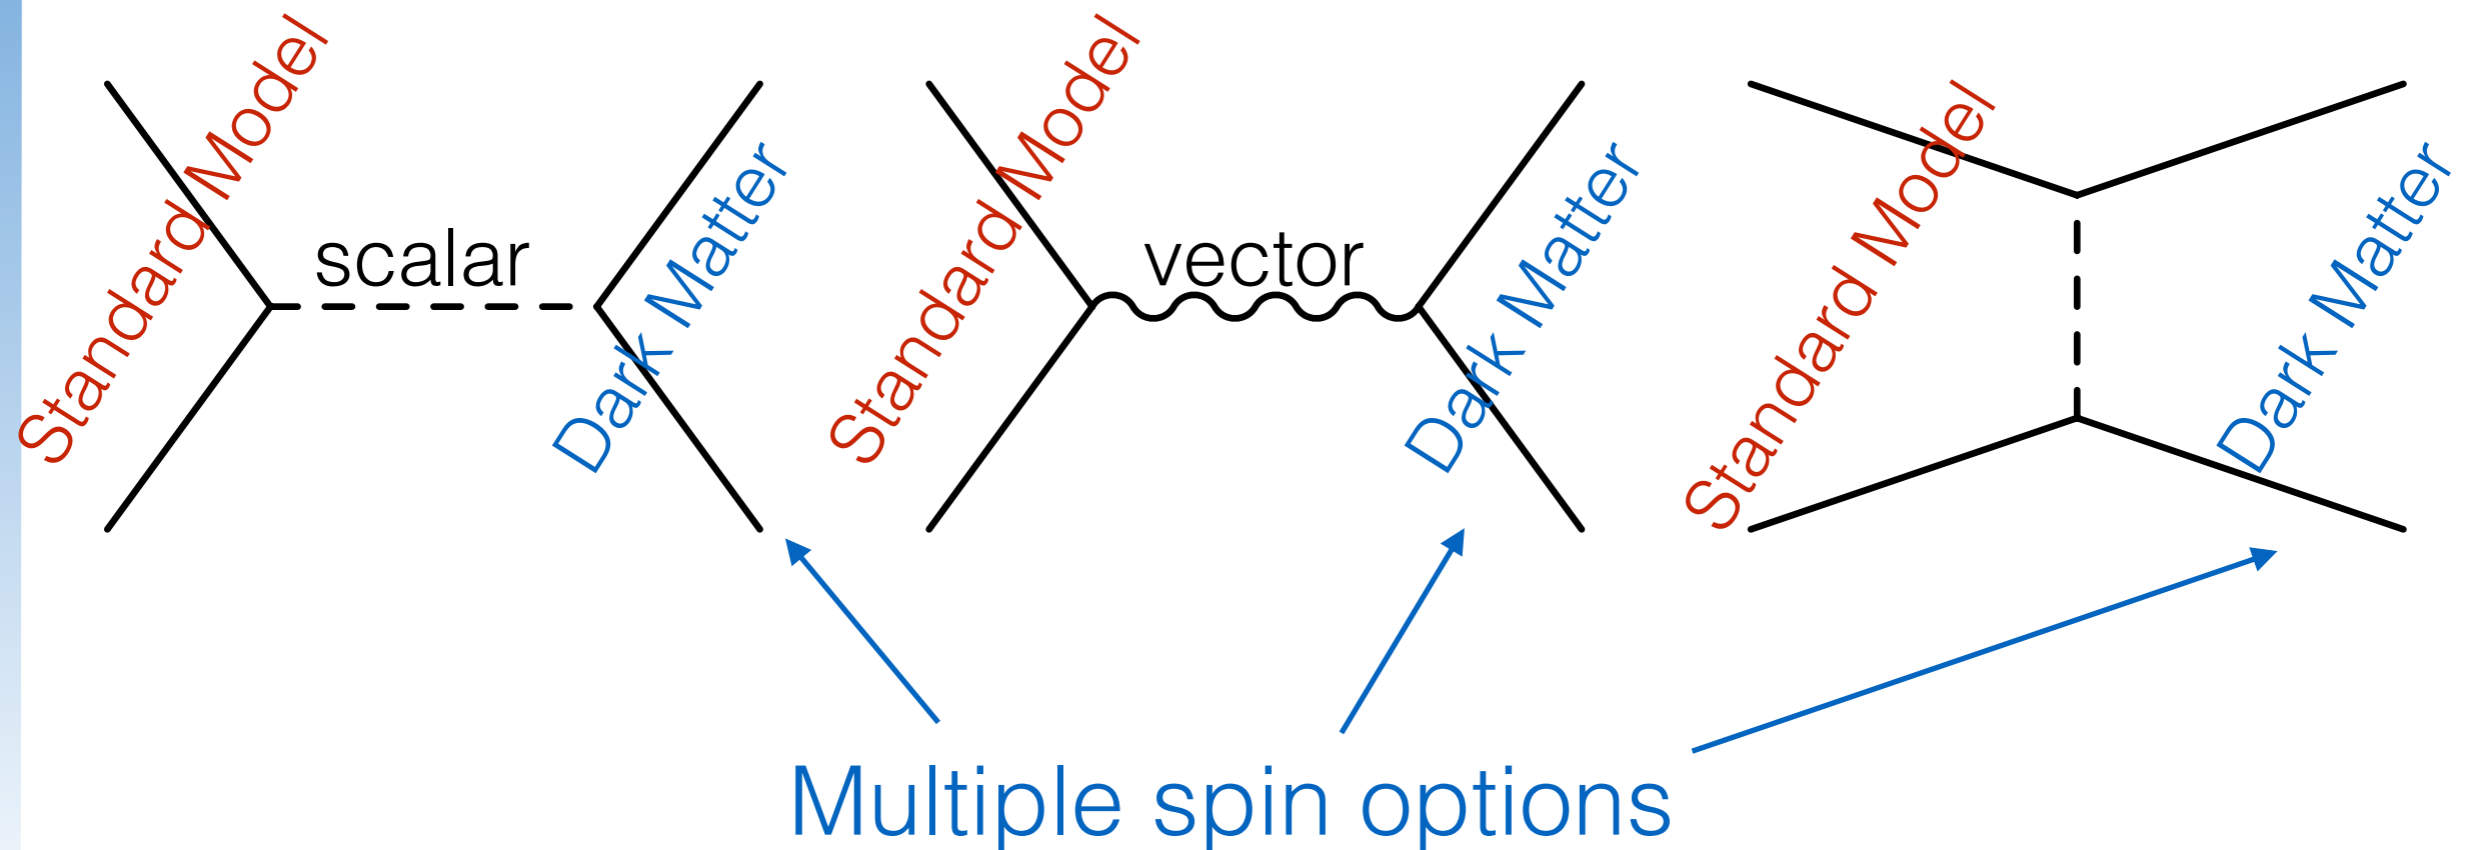 Standard Model
scalar
Dark Matter
Standard Model
vector
Dark Matter
Standard Model
Dark Matter
Multiple spin options